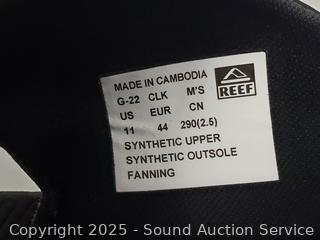 MADE IN CAMBODIA
G-22 CLK M'S
US EUR CN
11 44 290(2.5)
REEF
SYNTHETIC UPPER
SYNTHETIC OUTSOLE
FANNING
Copyright 2025 - Sound Auction Service